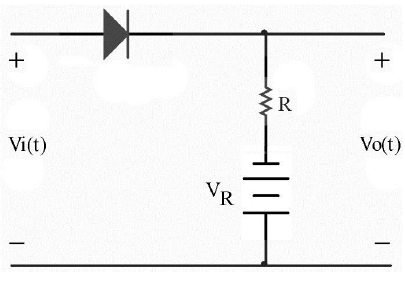 + +
R
Vi(t) Vo(t)
VR
− −